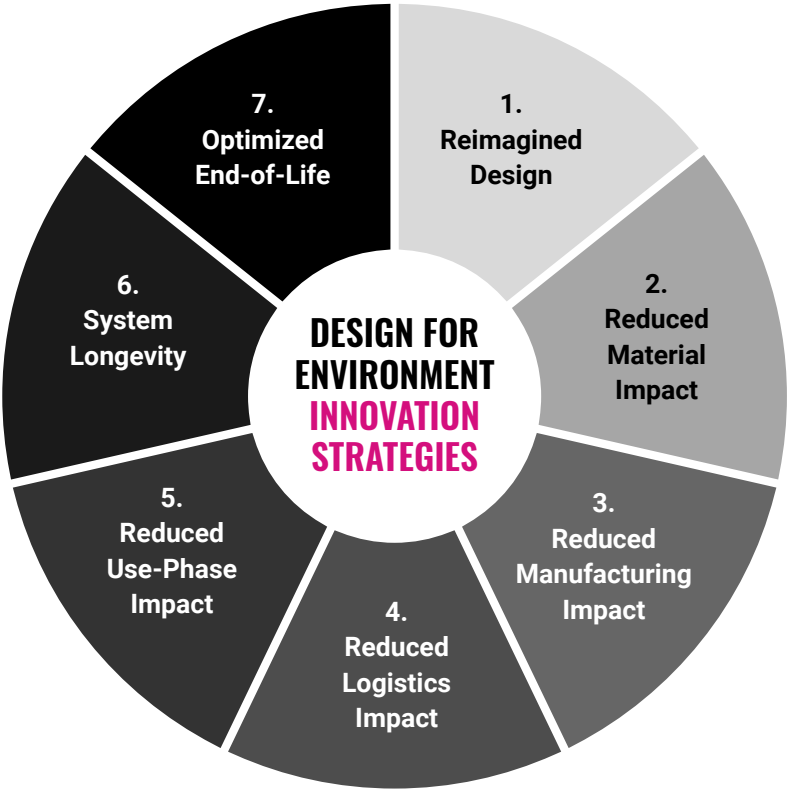 DESIGN FOR
ENVIRONMENT
INNOVATION
STRATEGIES
1.
Reimagined
Design
2.
Reduced
Material
Impact
3.
Reduced
Manufacturing
Impact
4.
Reduced
Logistics
Impact
5.
Reduced
Use-Phase
Impact
6.
System
Longevity
7.
Optimized
End-of-Life